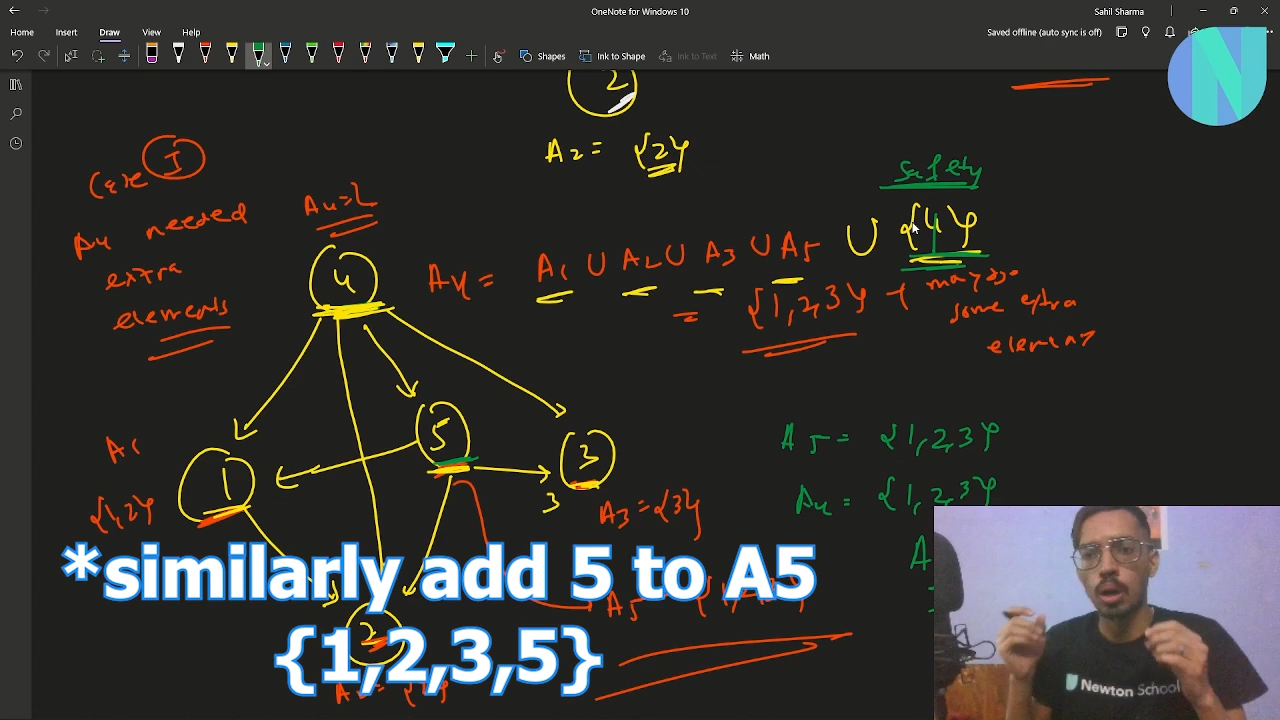 OneNote for Windows 10
Sahil Sharma
Home Insert Draw View Help
Saved offline (auto sync is off)
Shapes Ink to Shape Ink to Text Math
2
A2 = {2}
Case I
A4 needed
extra
elements
A4=
safety
A4 = A1 U A2 U A3 U A5 U {4}
= {1,2,3} +
some extra
4
5
1
3
3
A1
{1,2}
A3={3}
A5= {1,2,3}
A4= {1,2,3}
A
*similarly add 5 to A5
{1,2,3,5}
A5
2
Newton School
N